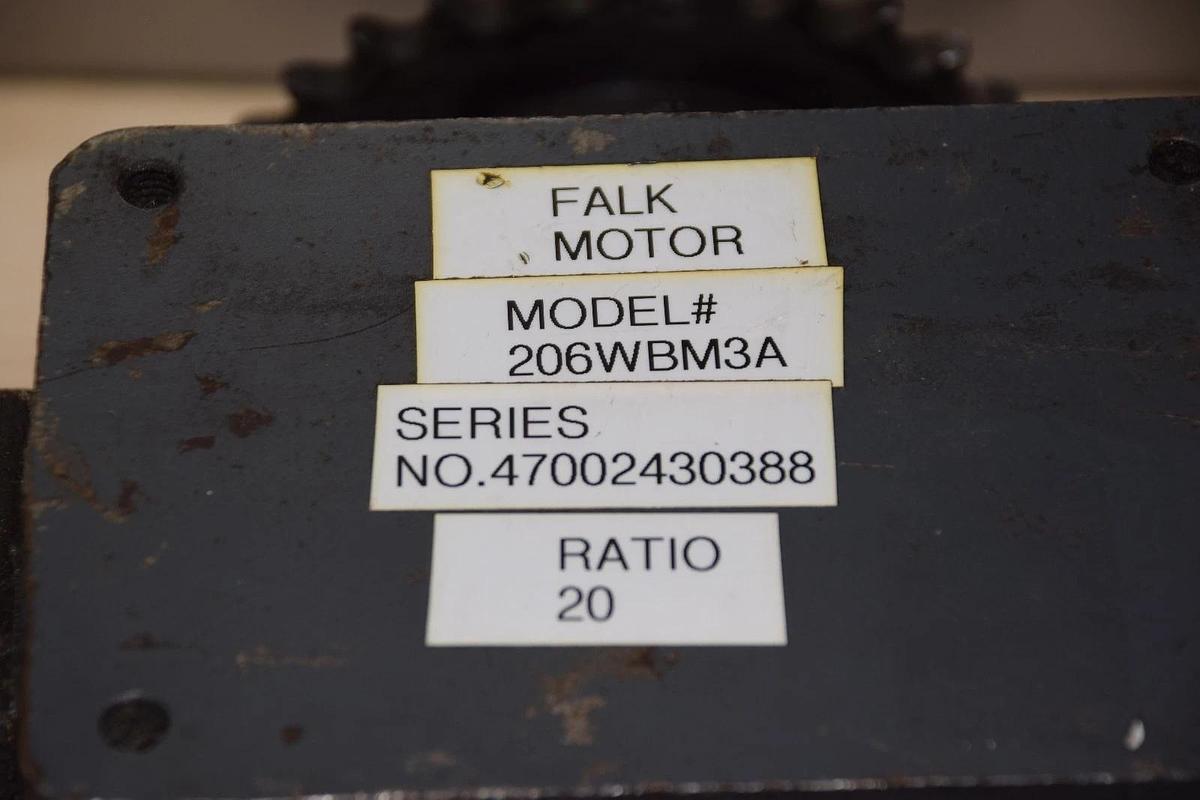 FALK
MOTOR
MODEL#
206WBM3A
SERIES
NO.47002430388
RATIO
20